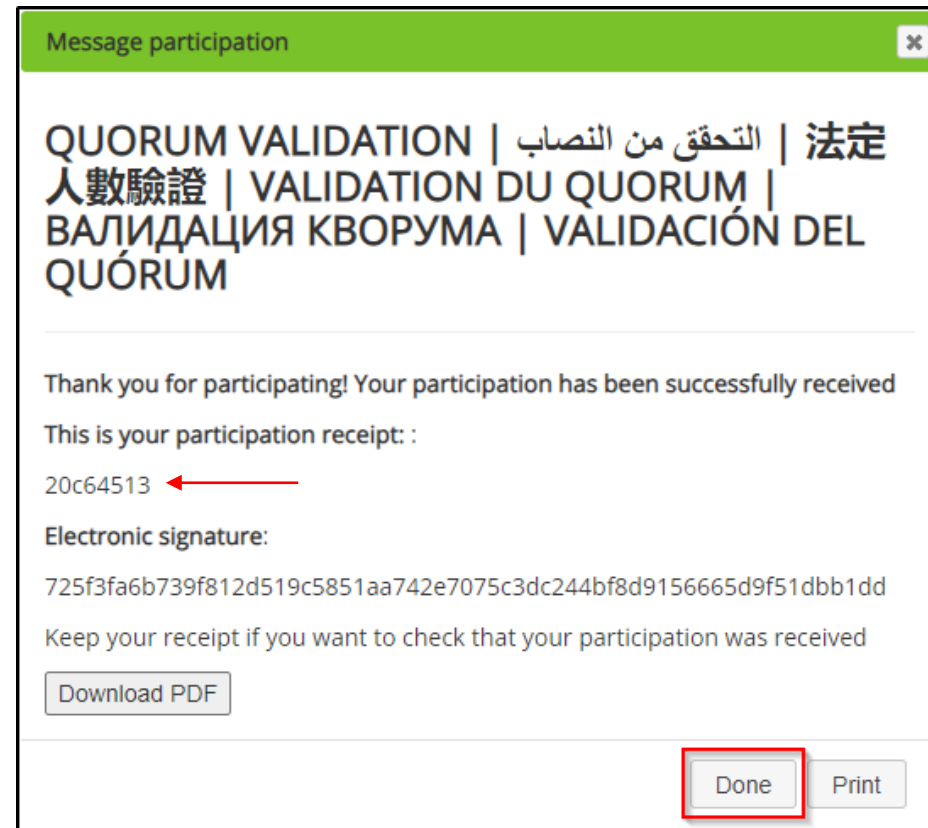 Message participation
QUORUM VALIDATION | التحقق من النصاب | 法定
人數驗證 | VALIDATION DU QUORUM |
ВАЛИДАЦИЯ КВОРУМА | VALIDACIÓN DEL
QUÓRUM
Thank you for participating! Your participation has been successfully received
This is your participation receipt: :
20c64513
Electronic signature:
725f3fa6b739f812d519c5851aa742e7075c3dc244bf8d9156665d9f51dbb1dd
Keep your receipt if you want to check that your participation was received
Download PDF
Done Print